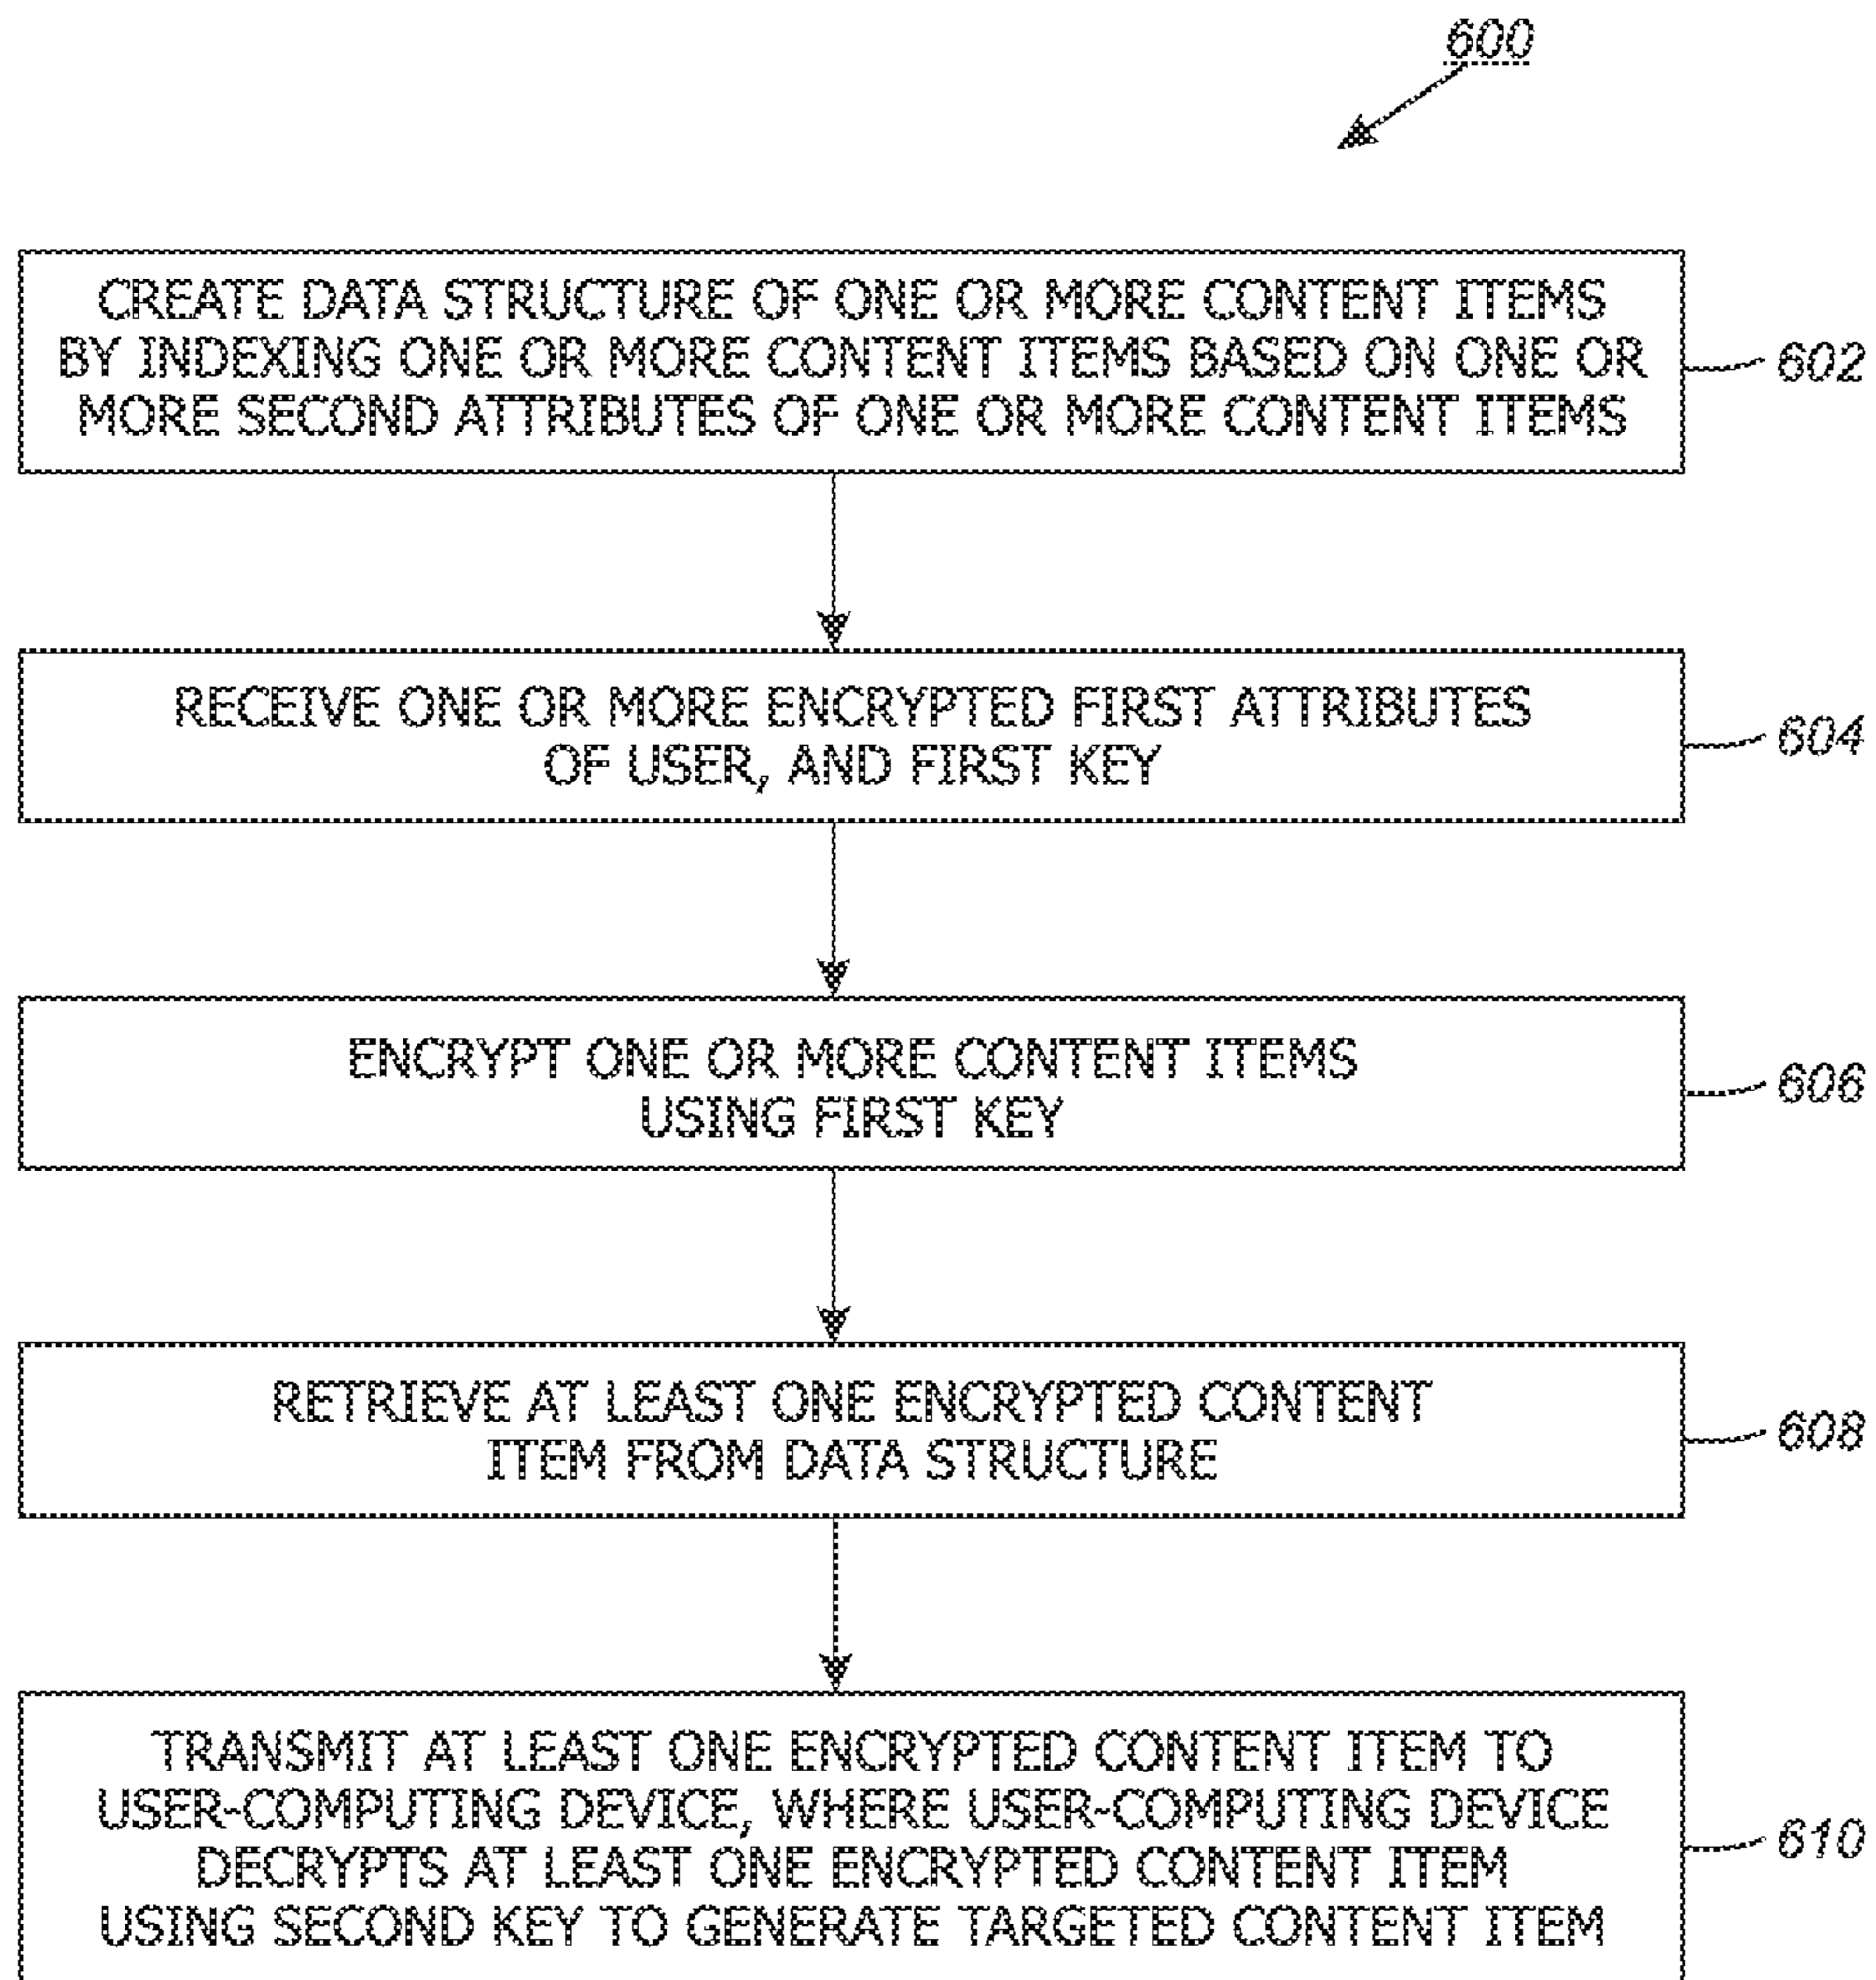 600
CREATE DATA STRUCTURE OF ONE OR MORE CONTENT ITEMS
BY INDEXING ONE OR MORE CONTENT ITEMS BASED ON ONE OR
MORE SECOND ATTRIBUTES OF ONE OR MORE CONTENT ITEMS
602
RECEIVE ONE OR MORE ENCRYPTED FIRST ATTRIBUTES
OF USER, AND FIRST KEY
604
ENCRYPT ONE OR MORE CONTENT ITEMS
USING FIRST KEY
606
RETRIEVE AT LEAST ONE ENCRYPTED CONTENT
ITEM FROM DATA STRUCTURE
608
TRANSMIT AT LEAST ONE ENCRYPTED CONTENT ITEM TO
USER-COMPUTING DEVICE, WHERE USER-COMPUTING DEVICE
DECRYPTS AT LEAST ONE ENCRYPTED CONTENT ITEM
USING SECOND KEY TO GENERATE TARGETED CONTENT ITEM
610